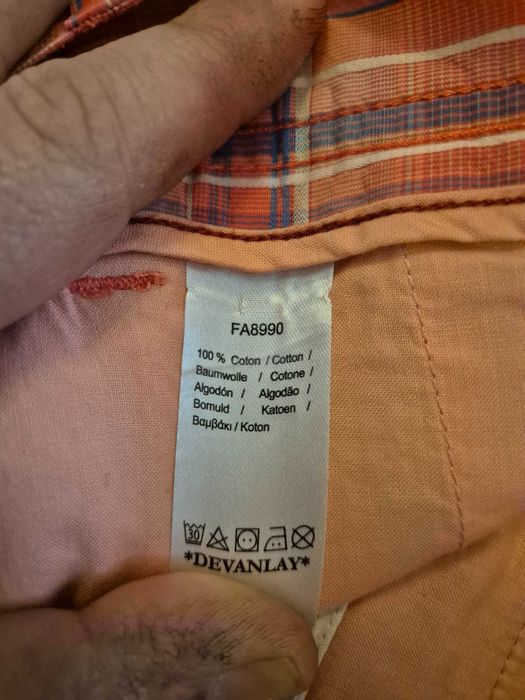 FA8990
100 % Coton / Cotton /
Baumwolle / Cotone /
Algodón / Algodão /
Bomuld / Katoen /
Βαμβάκι / Koton
30
*DEVANLAY*